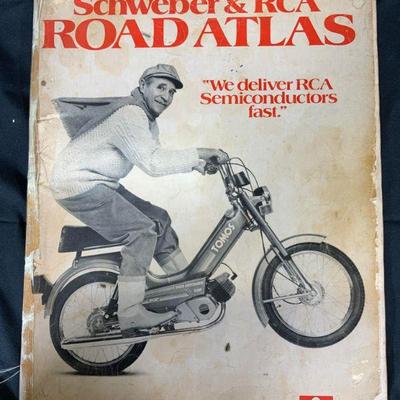 Schweber & RCA
ROAD ATLAS
"We deliver RCA
Semiconductors
fast."
TOMOS